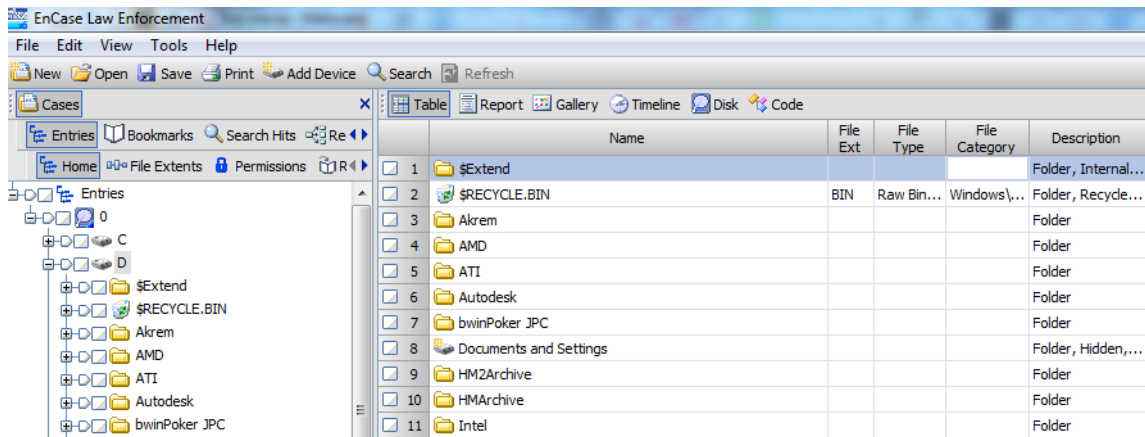 EnCase Law Enforcement
File Edit View Tools Help
New Open Save Print Add Device Search Refresh
Cases
Table Report Gallery Timeline Disk Code
Entries Bookmarks Search Hits Re
Home File Extents Permissions R
Entries
0
C
D
$Extend
$RECYCLE.BIN
Akrem
AMD
ATI
Autodesk
bwinPoker JPC
Name File Ext File Type File Category Description
1 $Extend Folder, Internal...
2 $RECYCLE.BIN BIN Raw Bin... Windows\... Folder, Recycle...
3 Akrem Folder
4 AMD Folder
5 ATI Folder
6 Autodesk Folder
7 bwinPoker JPC Folder
8 Documents and Settings Folder, Hidden,...
9 HM2Archive Folder
10 HMArchive Folder
11 Intel Folder